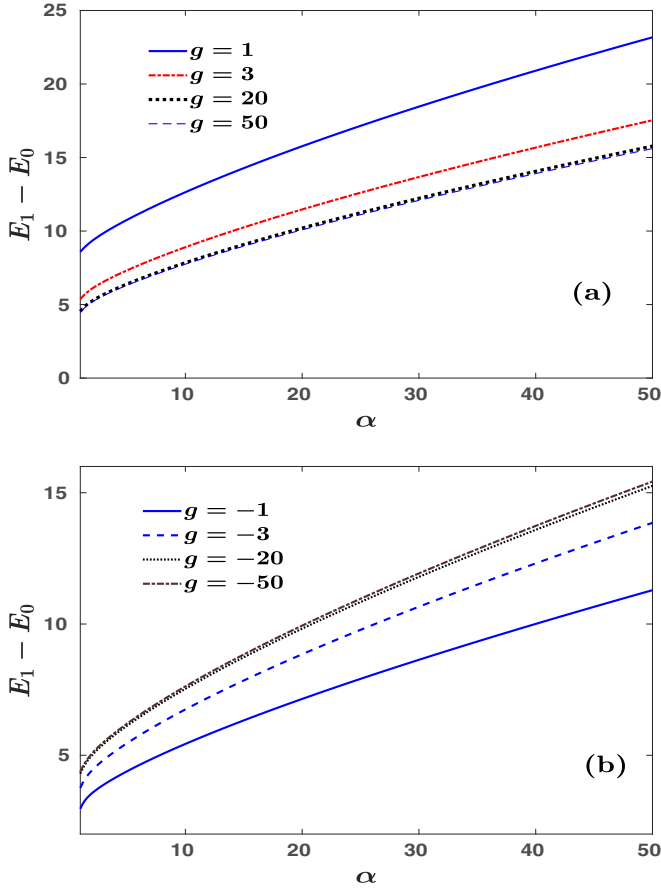 25
20
15
10
5
0
E₁ − E₀
g = 1
g = 3
g = 20
g = 50
(a)
10 20 30 40 50
α
15
10
5
E₁ − E₀
g = −1
g = −3
g = −20
g = −50
(b)
10 20 30 40 50
α